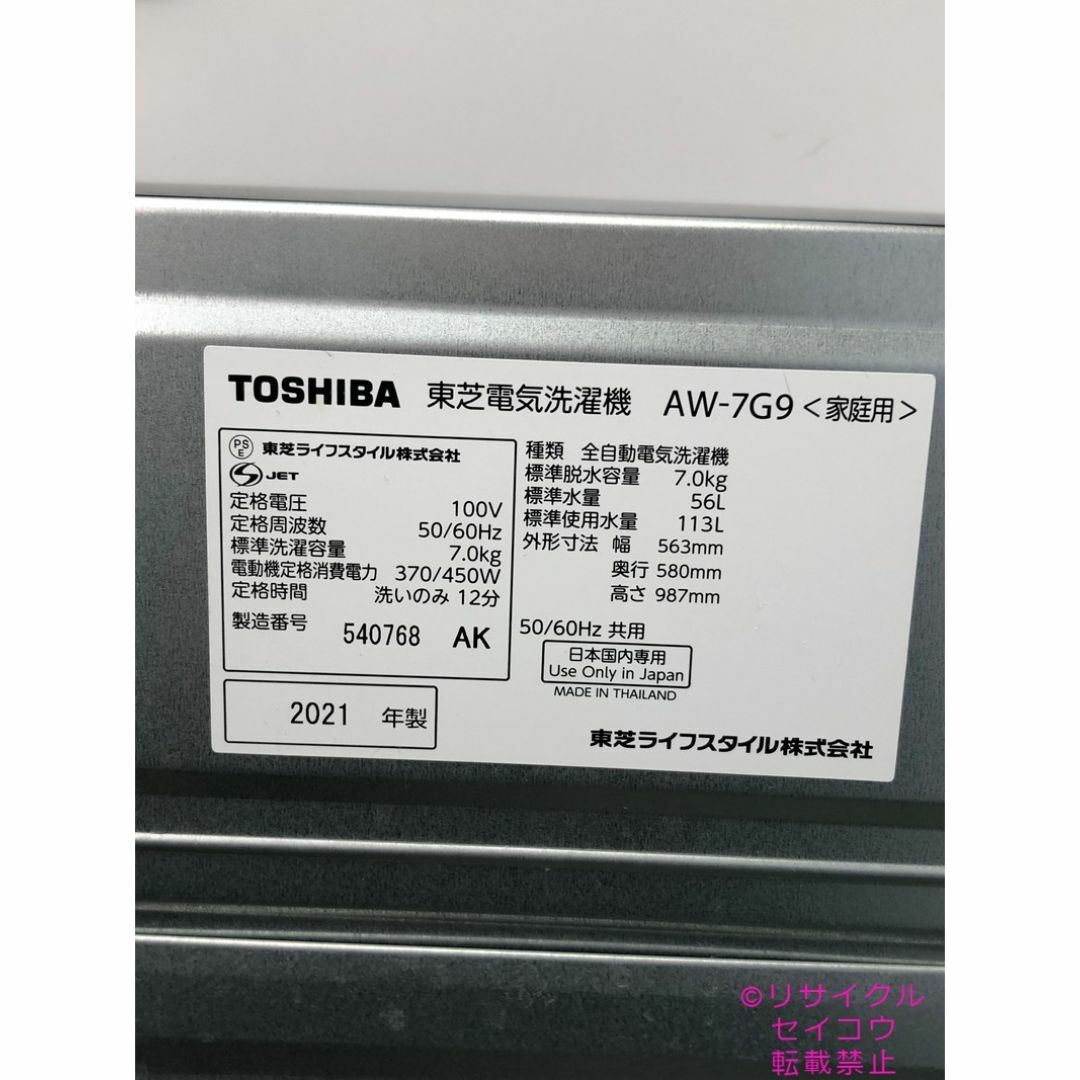 TOSHIBA 東芝電気洗濯機 AW-7G9 <家庭用>
PSE 東芝ライフスタイル株式会社
JET
定格電圧 100V
定格周波数 50/60Hz
標準洗濯容量 7.0kg
電動機定格消費電力 370/450W
定格時間 洗いのみ 12分
製造番号 540768 AK
2021 年製
種類 全自動電気洗濯機
標準脱水容量 7.0kg
標準水量 56L
標準使用水量 113L
外形寸法 幅 563mm
奥行 580mm
高さ 987mm
50/60Hz 共用
日本国内専用
Use Only in Japan
MADE IN THAILAND
東芝ライフスタイル株式会社
©リサイクル
セイコウ
転載禁止